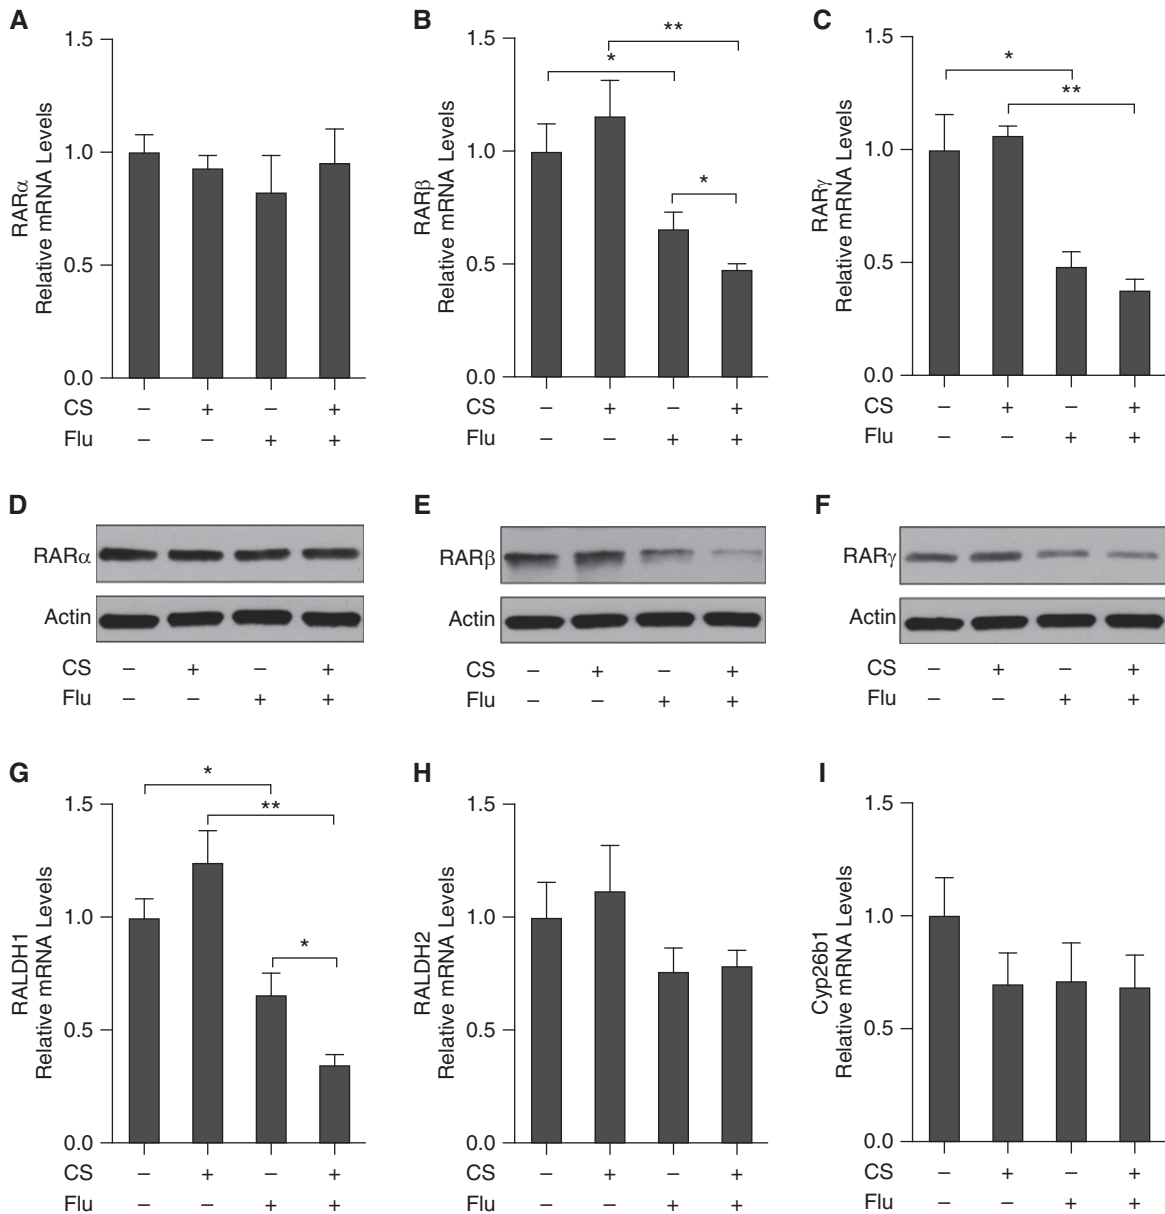 A
1.5
1.0
0.5
0.0
RARα
Relative mRNA Levels
CS – + – +
Flu – – + +
B
1.5
1.0
0.5
0.0
RARβ
Relative mRNA Levels
**
*
*
CS – + – +
Flu – – + +
C
1.5
1.0
0.5
0.0
RARγ
Relative mRNA Levels
*
**
CS – + – +
Flu – – + +
D
RARα
Actin
CS – + – +
Flu – – + +
E
RARβ
Actin
CS – + – +
Flu – – + +
F
RARγ
Actin
CS – + – +
Flu – – + +
G
1.5
1.0
0.5
0.0
RALDH1
Relative mRNA Levels
*
**
*
CS – + – +
Flu – – + +
H
1.5
1.0
0.5
0.0
RALDH2
Relative mRNA Levels
CS – + – +
Flu – – + +
I
1.5
1.0
0.5
0.0
Cyp26b1
Relative mRNA Levels
CS – + – +
Flu – – + +